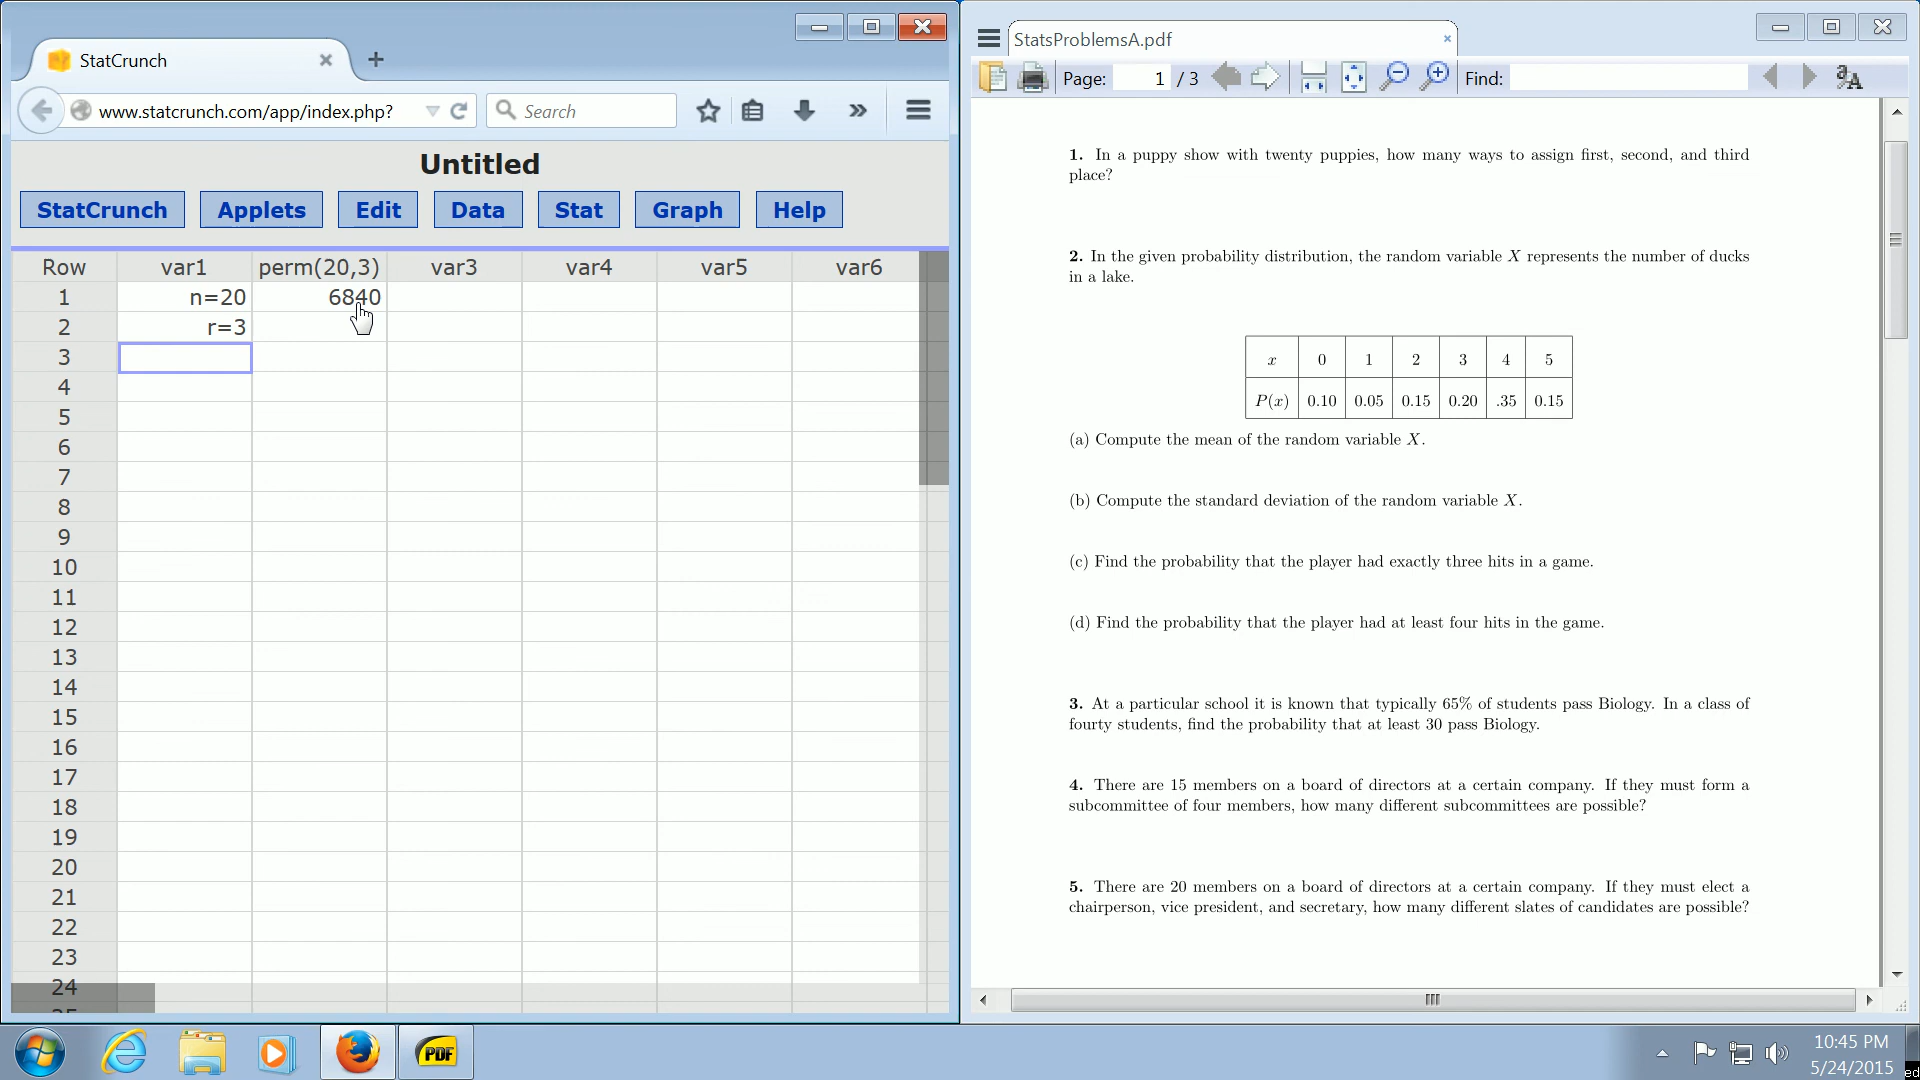 StatCrunch
www.statcrunch.com/app/index.php?
Search
Untitled
StatCrunch Applets Edit Data Stat Graph Help
Row var1 perm(20,3) var3 var4 var5 var6
1 n=20 6840
2 r=3
3
4
5
6
7
8
9
10
11
12
13
14
15
16
17
18
19
20
21
22
23
24
StatsProblemsA.pdf
Page: 1 / 3 Find:
1. In a puppy show with twenty puppies, how many ways to assign first, second, and third
place?
2. In the given probability distribution, the random variable X represents the number of ducks
in a lake.
x 0 1 2 3 4 5
P(x) 0.10 0.05 0.15 0.20 .35 0.15
(a) Compute the mean of the random variable X.
(b) Compute the standard deviation of the random variable X.
(c) Find the probability that the player had exactly three hits in a game.
(d) Find the probability that the player had at least four hits in the game.
3. At a particular school it is known that typically 65% of students pass Biology. In a class of
fourty students, find the probability that at least 30 pass Biology.
4. There are 15 members on a board of directors at a certain company. If they must form a
subcommittee of four members, how many different subcommittees are possible?
5. There are 20 members on a board of directors at a certain company. If they must elect a
chairperson, vice president, and secretary, how many different slates of candidates are possible?
PDF
10:45 PM
5/24/2015